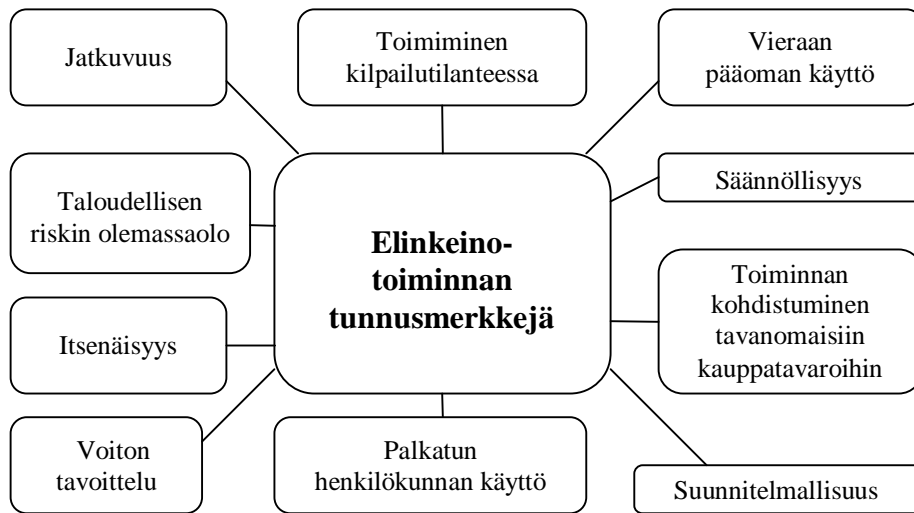 Jatkuvuus
Toimiminen
kilpailutilanteessa
Vieraan
pääoman käyttö
Taloudellisen
riskin olemassaolo
Säännöllisyys
Elinkeino-
toiminnan
tunnusmerkkejä
Itsenäisyys
Toiminnan
kohdistuminen
tavanomaisiin
kauppatavaroihin
Voiton
tavoittelu
Palkatun
henkilökunnan käyttö
Suunnitelmallisuus